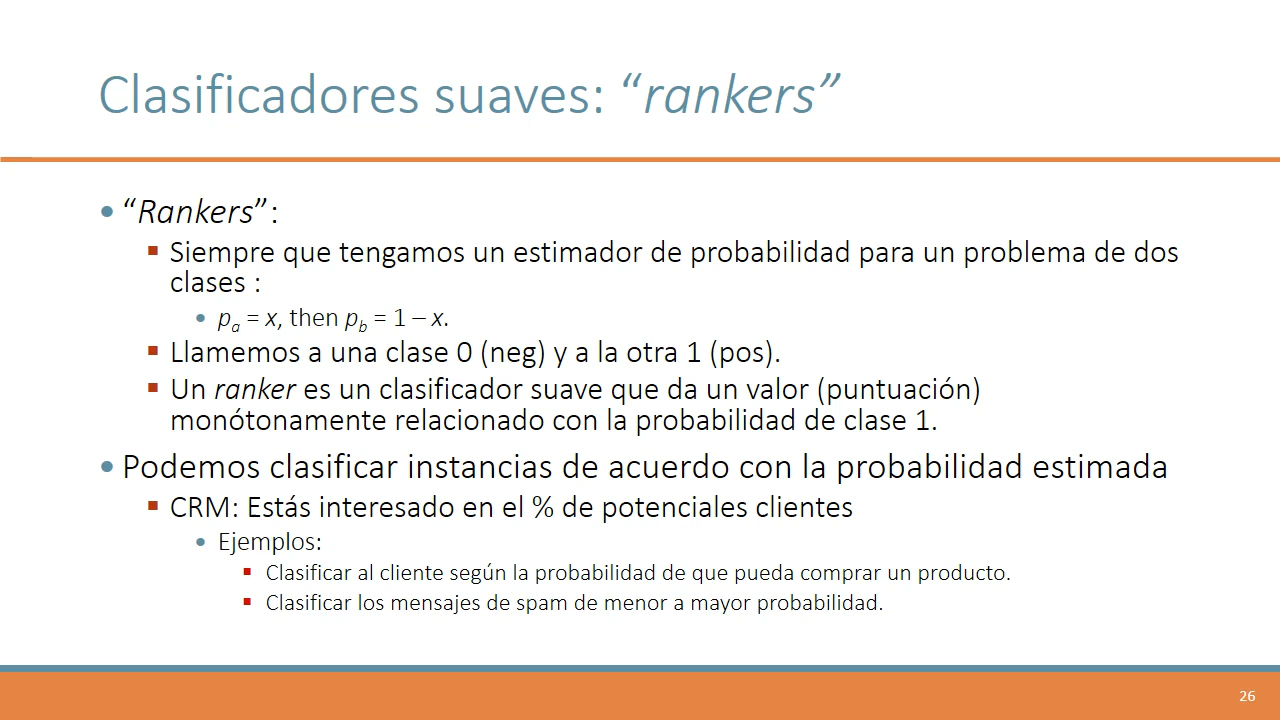 Clasificadores suaves: “rankers”
• “Rankers”:
▪ Siempre que tengamos un estimador de probabilidad para un problema de dos
clases :
• pa = x, then pb = 1 – x.
▪ Llamemos a una clase 0 (neg) y a la otra 1 (pos).
▪ Un ranker es un clasificador suave que da un valor (puntuación)
monótonamente relacionado con la probabilidad de clase 1.
• Podemos clasificar instancias de acuerdo con la probabilidad estimada
▪ CRM: Estás interesado en el % de potenciales clientes
• Ejemplos:
▪ Clasificar al cliente según la probabilidad de que pueda comprar un producto.
▪ Clasificar los mensajes de spam de menor a mayor probabilidad.
26